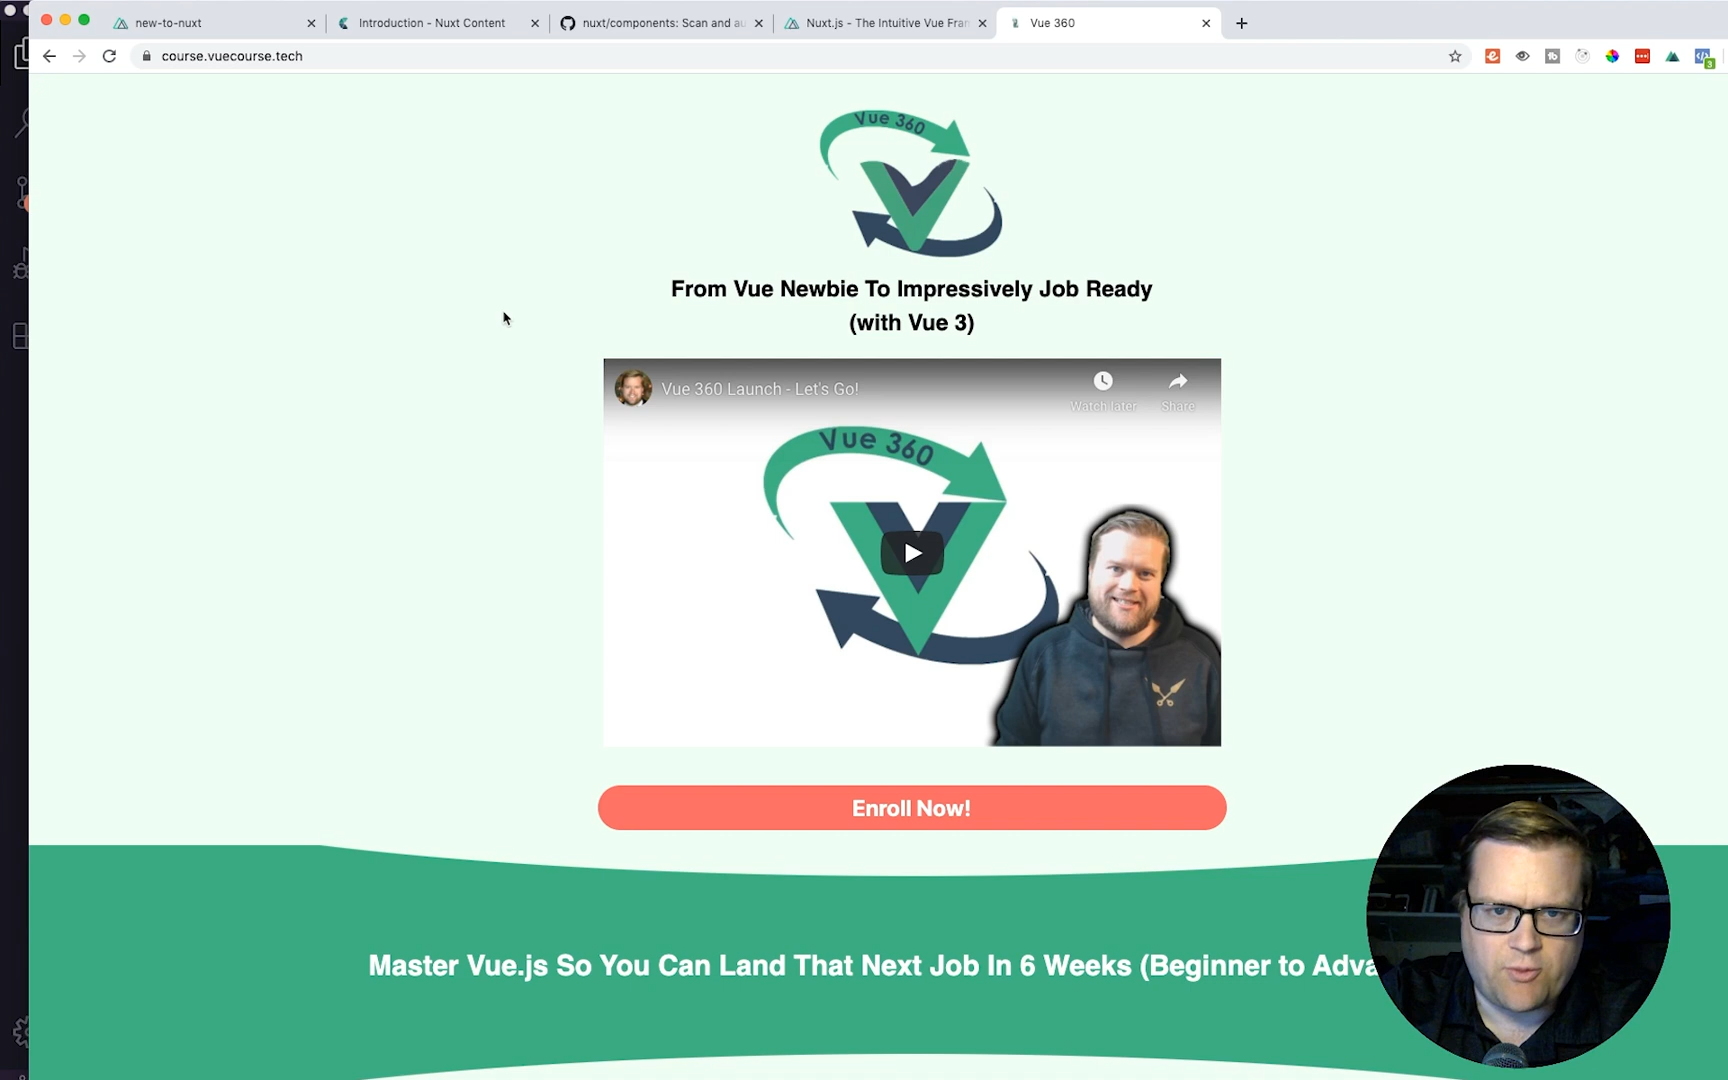 new-to-nuxt
Introduction - Nuxt Content
nuxt/components: Scan and au
Nuxt.js - The Intuitive Vue Fran
Vue 360
course.vuecourse.tech
3
Vue 360
From Vue Newbie To Impressively Job Ready
(with Vue 3)
Vue 360 Launch - Let's Go!
Watch later
Share
Vue 360
Enroll Now!
Master Vue.js So You Can Land That Next Job In 6 Weeks (Beginner to Adva